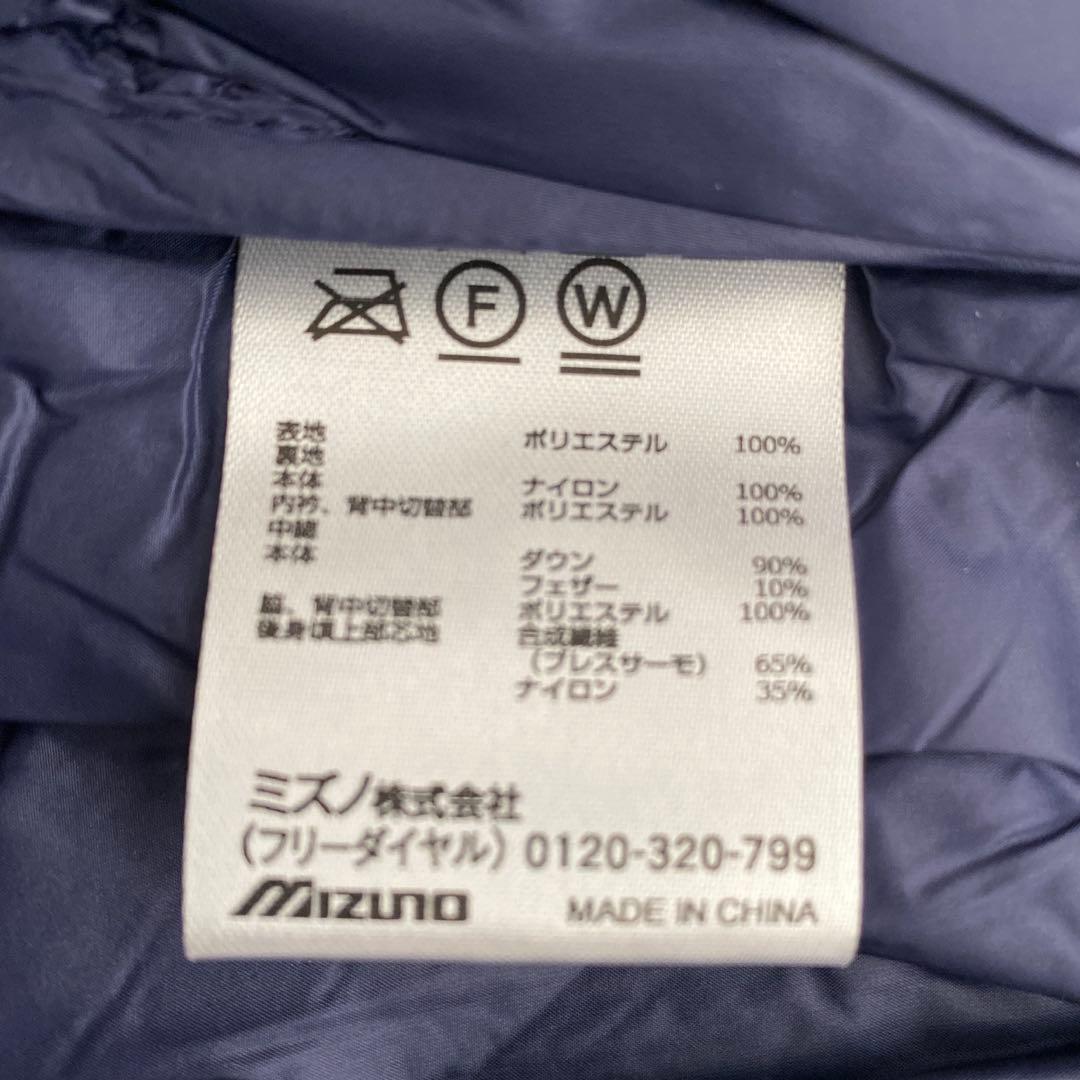 F W
表地 ポリエステル 100%
裏地
本体 ナイロン 100%
内衿、背中切替部 ポリエステル 100%
中綿
本体 ダウン 90%
フェザー 10%
脇、背中切替部 ポリエステル 100%
後身頃上部芯地 合成繊維
(ブレスサーモ) 65%
ナイロン 35%
ミズノ株式会社
(フリーダイヤル) 0120-320-799
MIZUNO MADE IN CHINA